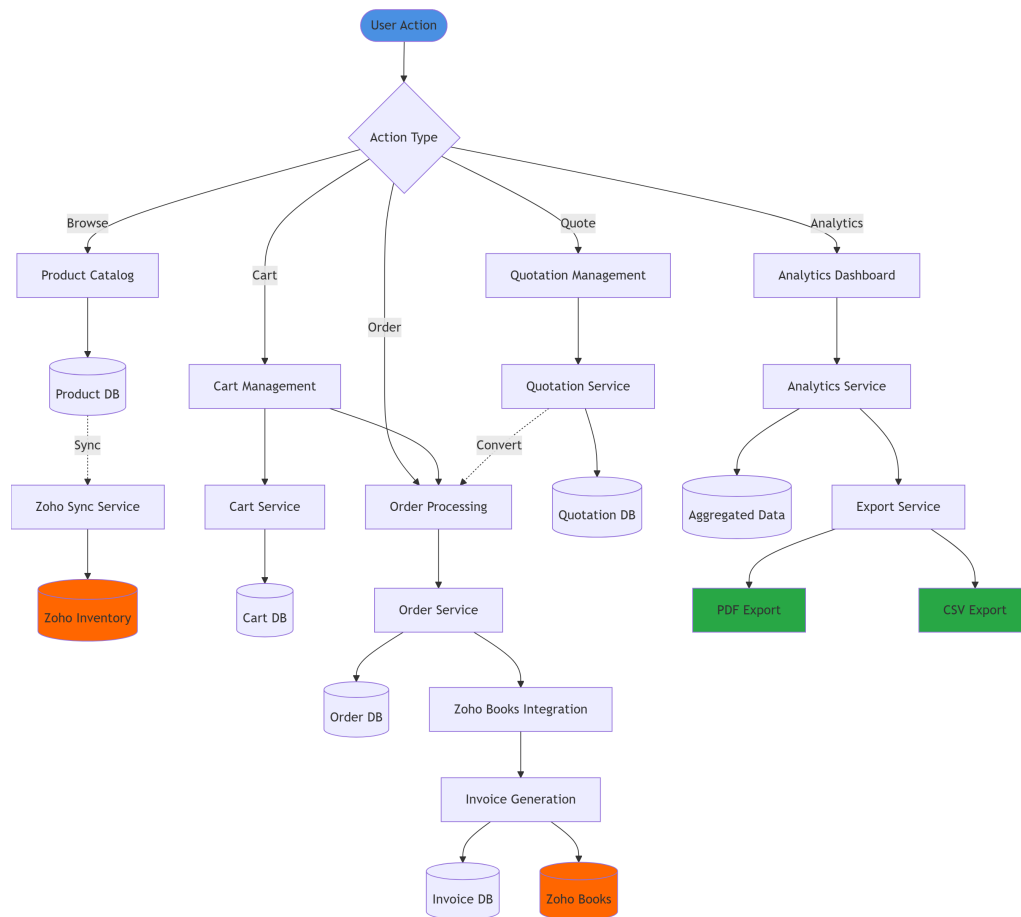 User Action
Action Type
Browse
Quote
Analytics
Product Catalog
Cart
Quotation Management
Analytics Dashboard
Order
Product DB
Cart Management
Quotation Service
Analytics Service
Sync
Convert
Zoho Sync Service
Cart Service
Order Processing
Quotation DB
Aggregated Data
Export Service
Zoho Inventory
Cart DB
Order Service
PDF Export
CSV Export
Order DB
Zoho Books Integration
Invoice Generation
Invoice DB
Zoho Books